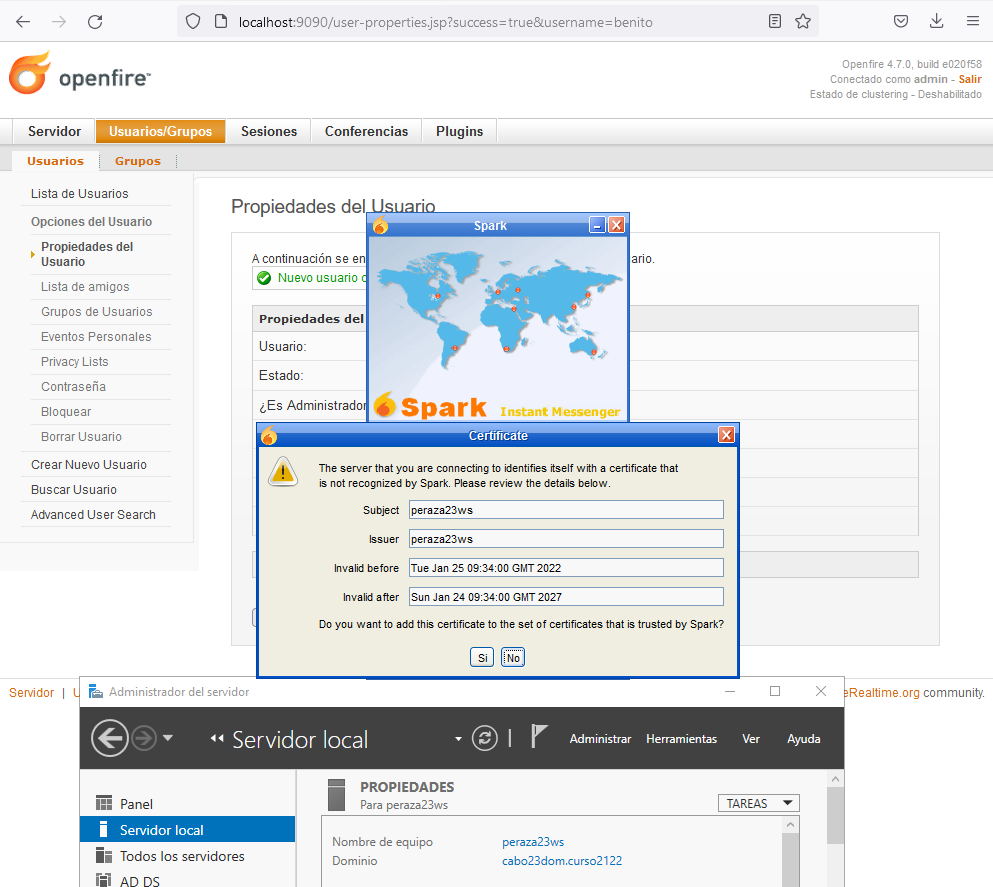 localhost:9090/user-properties.jsp?success=true&username=benito
openfire™
Openfire 4.7.0, build e020f58
Conectado como admin - Salir
Estado de clustering - Deshabilitado
Servidor
Usuarios/Grupos
Sesiones
Conferencias
Plugins
Usuarios
Grupos
Lista de Usuarios
Opciones del Usuario
Propiedades del
Usuario
Lista de amigos
Grupos de Usuarios
Eventos Personales
Privacy Lists
Contraseña
Bloquear
Borrar Usuario
Crear Nuevo Usuario
Buscar Usuario
Advanced User Search
Propiedades del Usuario
A continuación se en
ario.
Nuevo usuario c
Propiedades del
Usuario:
Estado:
¿Es Administrador
Spark
Spark
Instant Messenger
Certificate
The server that you are connecting to identifies itself with a certificate that
is not recognized by Spark. Please review the details below.
Subject peraza23ws
Issuer peraza23ws
Invalid before Tue Jan 25 09:34:00 GMT 2022
Invalid after Sun Jan 24 09:34:00 GMT 2027
Do you want to add this certificate to the set of certificates that is trusted by Spark?
Si No
Servidor | U
eRealtime.org community.
Administrador del servidor
Servidor local
Administrar Herramientas Ver Ayuda
Panel
Servidor local
Todos los servidores
AD DS
PROPIEDADES
Para peraza23ws
TAREAS
Nombre de equipo peraza23ws
Dominio cabo23dom.curso2122